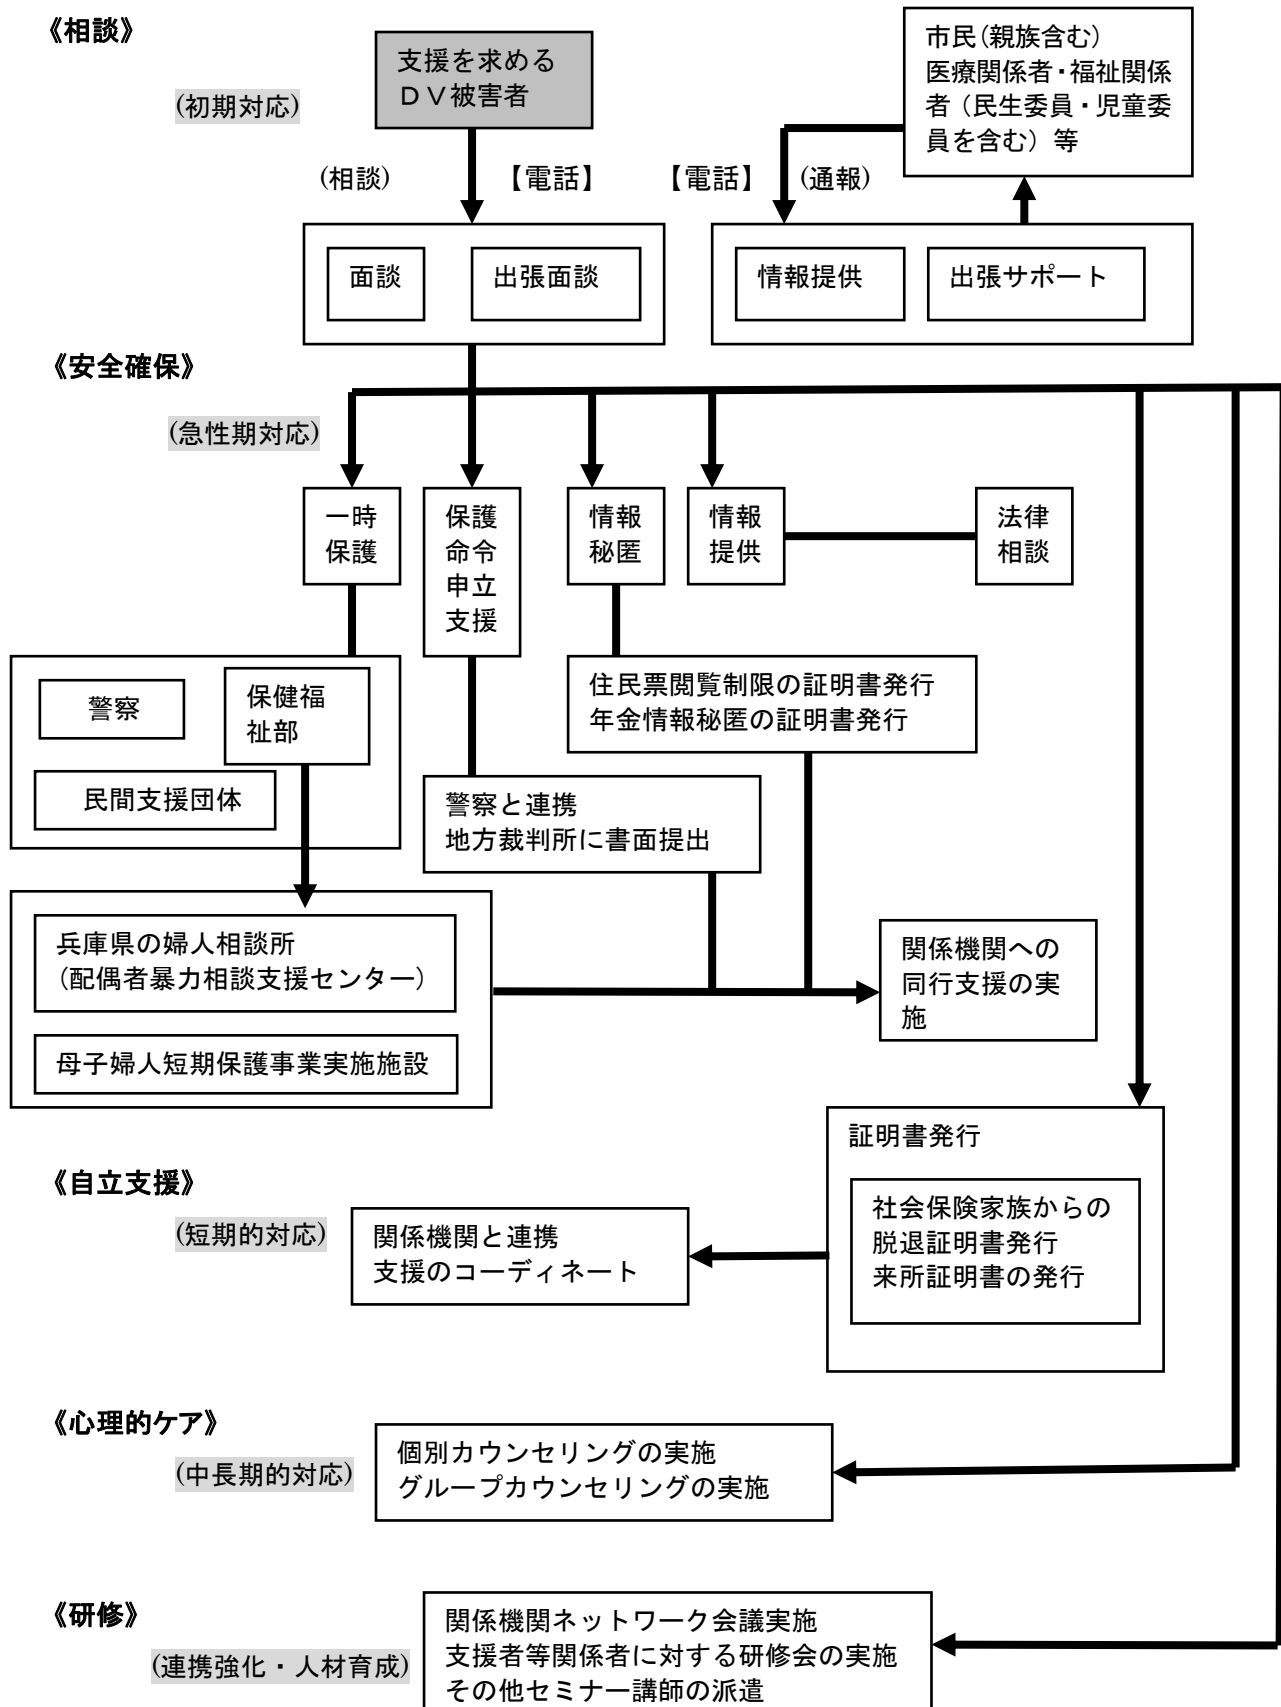 《相談》
支援を求める
ＤＶ被害者
市民(親族含む)
医療関係者・福祉関係
者（民生委員・児童委
員を含む）等
(初期対応)
(相談)
【電話】
【電話】
(通報)
面談
出張面談
情報提供
出張サポート
《安全確保》
(急性期対応)
一時
保護
保護
命令
申立
支援
情報
秘匿
情報
提供
法律
相談
警察
保健福
祉部
民間支援団体
住民票閲覧制限の証明書発行
年金情報秘匿の証明書発行
警察と連携
地方裁判所に書面提出
兵庫県の婦人相談所
(配偶者暴力相談支援センター)
母子婦人短期保護事業実施施設
関係機関への
同行支援の実
施
証明書発行
社会保険家族からの
脱退証明書発行
来所証明書の発行
《自立支援》
(短期的対応)
関係機関と連携
支援のコーディネート
《心理的ケア》
(中長期的対応)
個別カウンセリングの実施
グループカウンセリングの実施
《研修》
(連携強化・人材育成)
関係機関ネットワーク会議実施
支援者等関係者に対する研修会の実施
その他セミナー講師の派遣